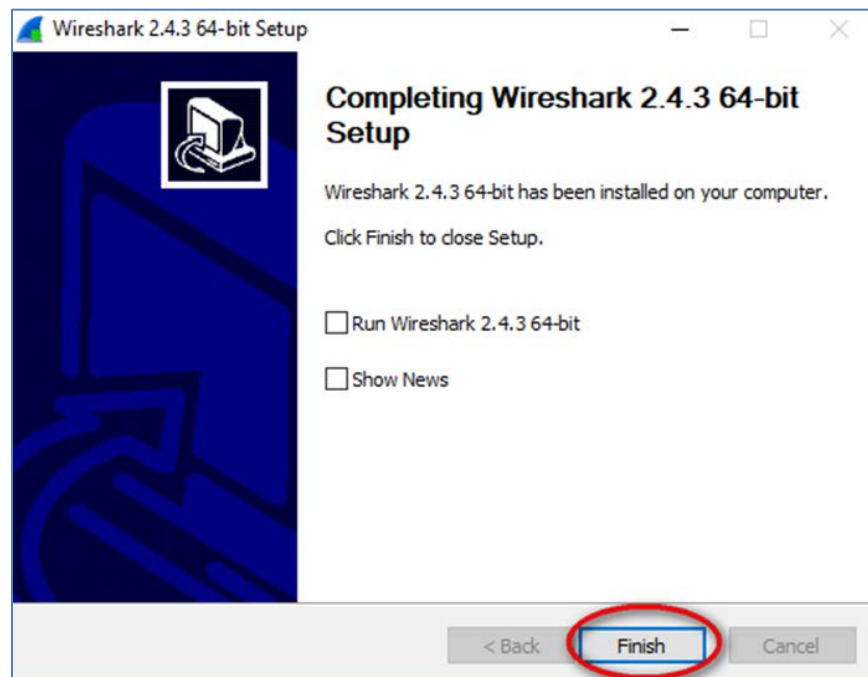 Wireshark 2.4.3 64-bit Setup
Completing Wireshark 2.4.3 64-bit
Setup
Wireshark 2.4.3 64-bit has been installed on your computer.
Click Finish to close Setup.
Run Wireshark 2.4.3 64-bit
Show News
< Back Finish Cancel